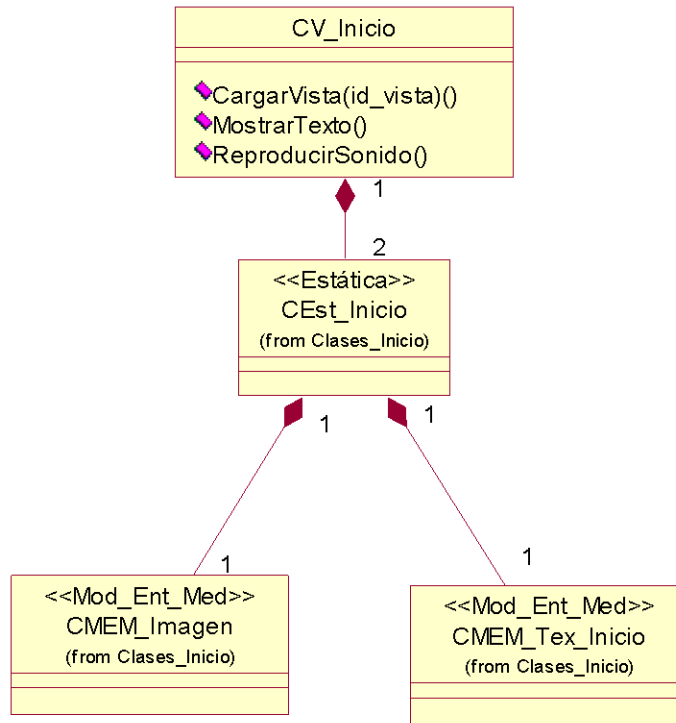 CV_Inicio
CargarVista(id_vista)()
MostrarTexto()
ReproducirSonido()
1
2
<<Estática>>
CEst_Inicio
(from Clases_Inicio)
1
1
1
1
<<Mod_Ent_Med>>
CMEM_Imagen
(from Clases_Inicio)
<<Mod_Ent_Med>>
CMEM_Tex_Inicio
(from Clases_Inicio)